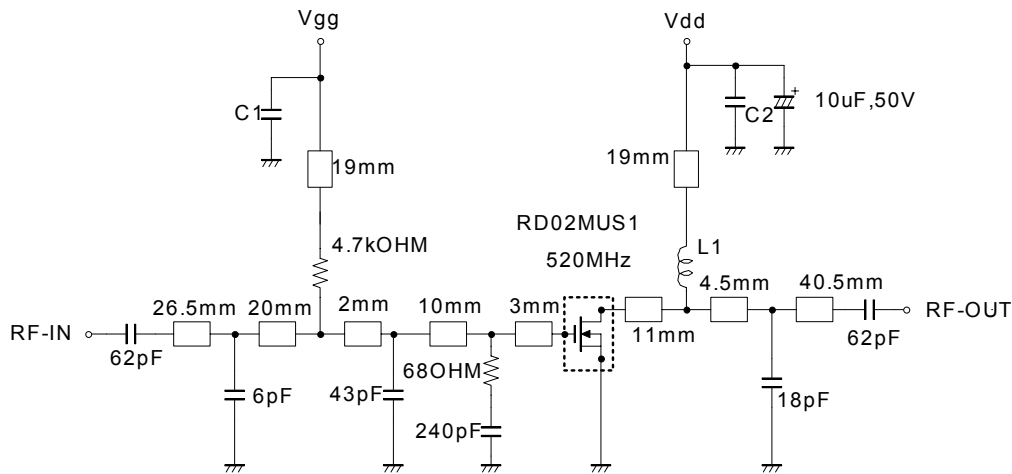 Vgg
Vdd
C1
C2
+
10uF,50V
19mm
19mm
RD02MUS1
4.7kOHM
L1
520MHz
26.5mm
20mm
2mm
10mm
3mm
4.5mm
40.5mm
RF-IN
RF-OUT
62pF
11mm
62pF
68OHM
6pF
43pF
18pF
240pF